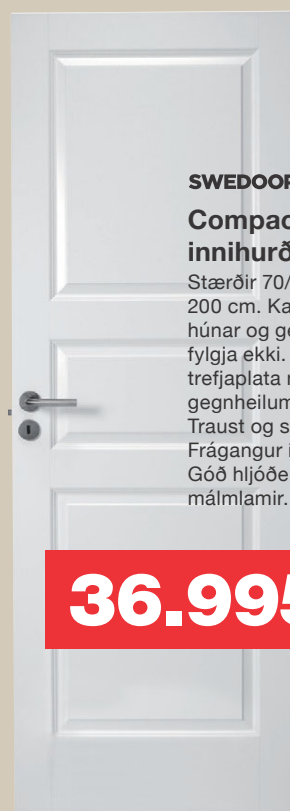 SWEDOOR
Compac
innihurð
Stærðir 70/
200 cm. Ka
húnar og ge
fylgja ekki.
trefjaplata
gegnheilum
Traust og s
Frágangur i
Góð hljóðe
málmlamir.
36.995